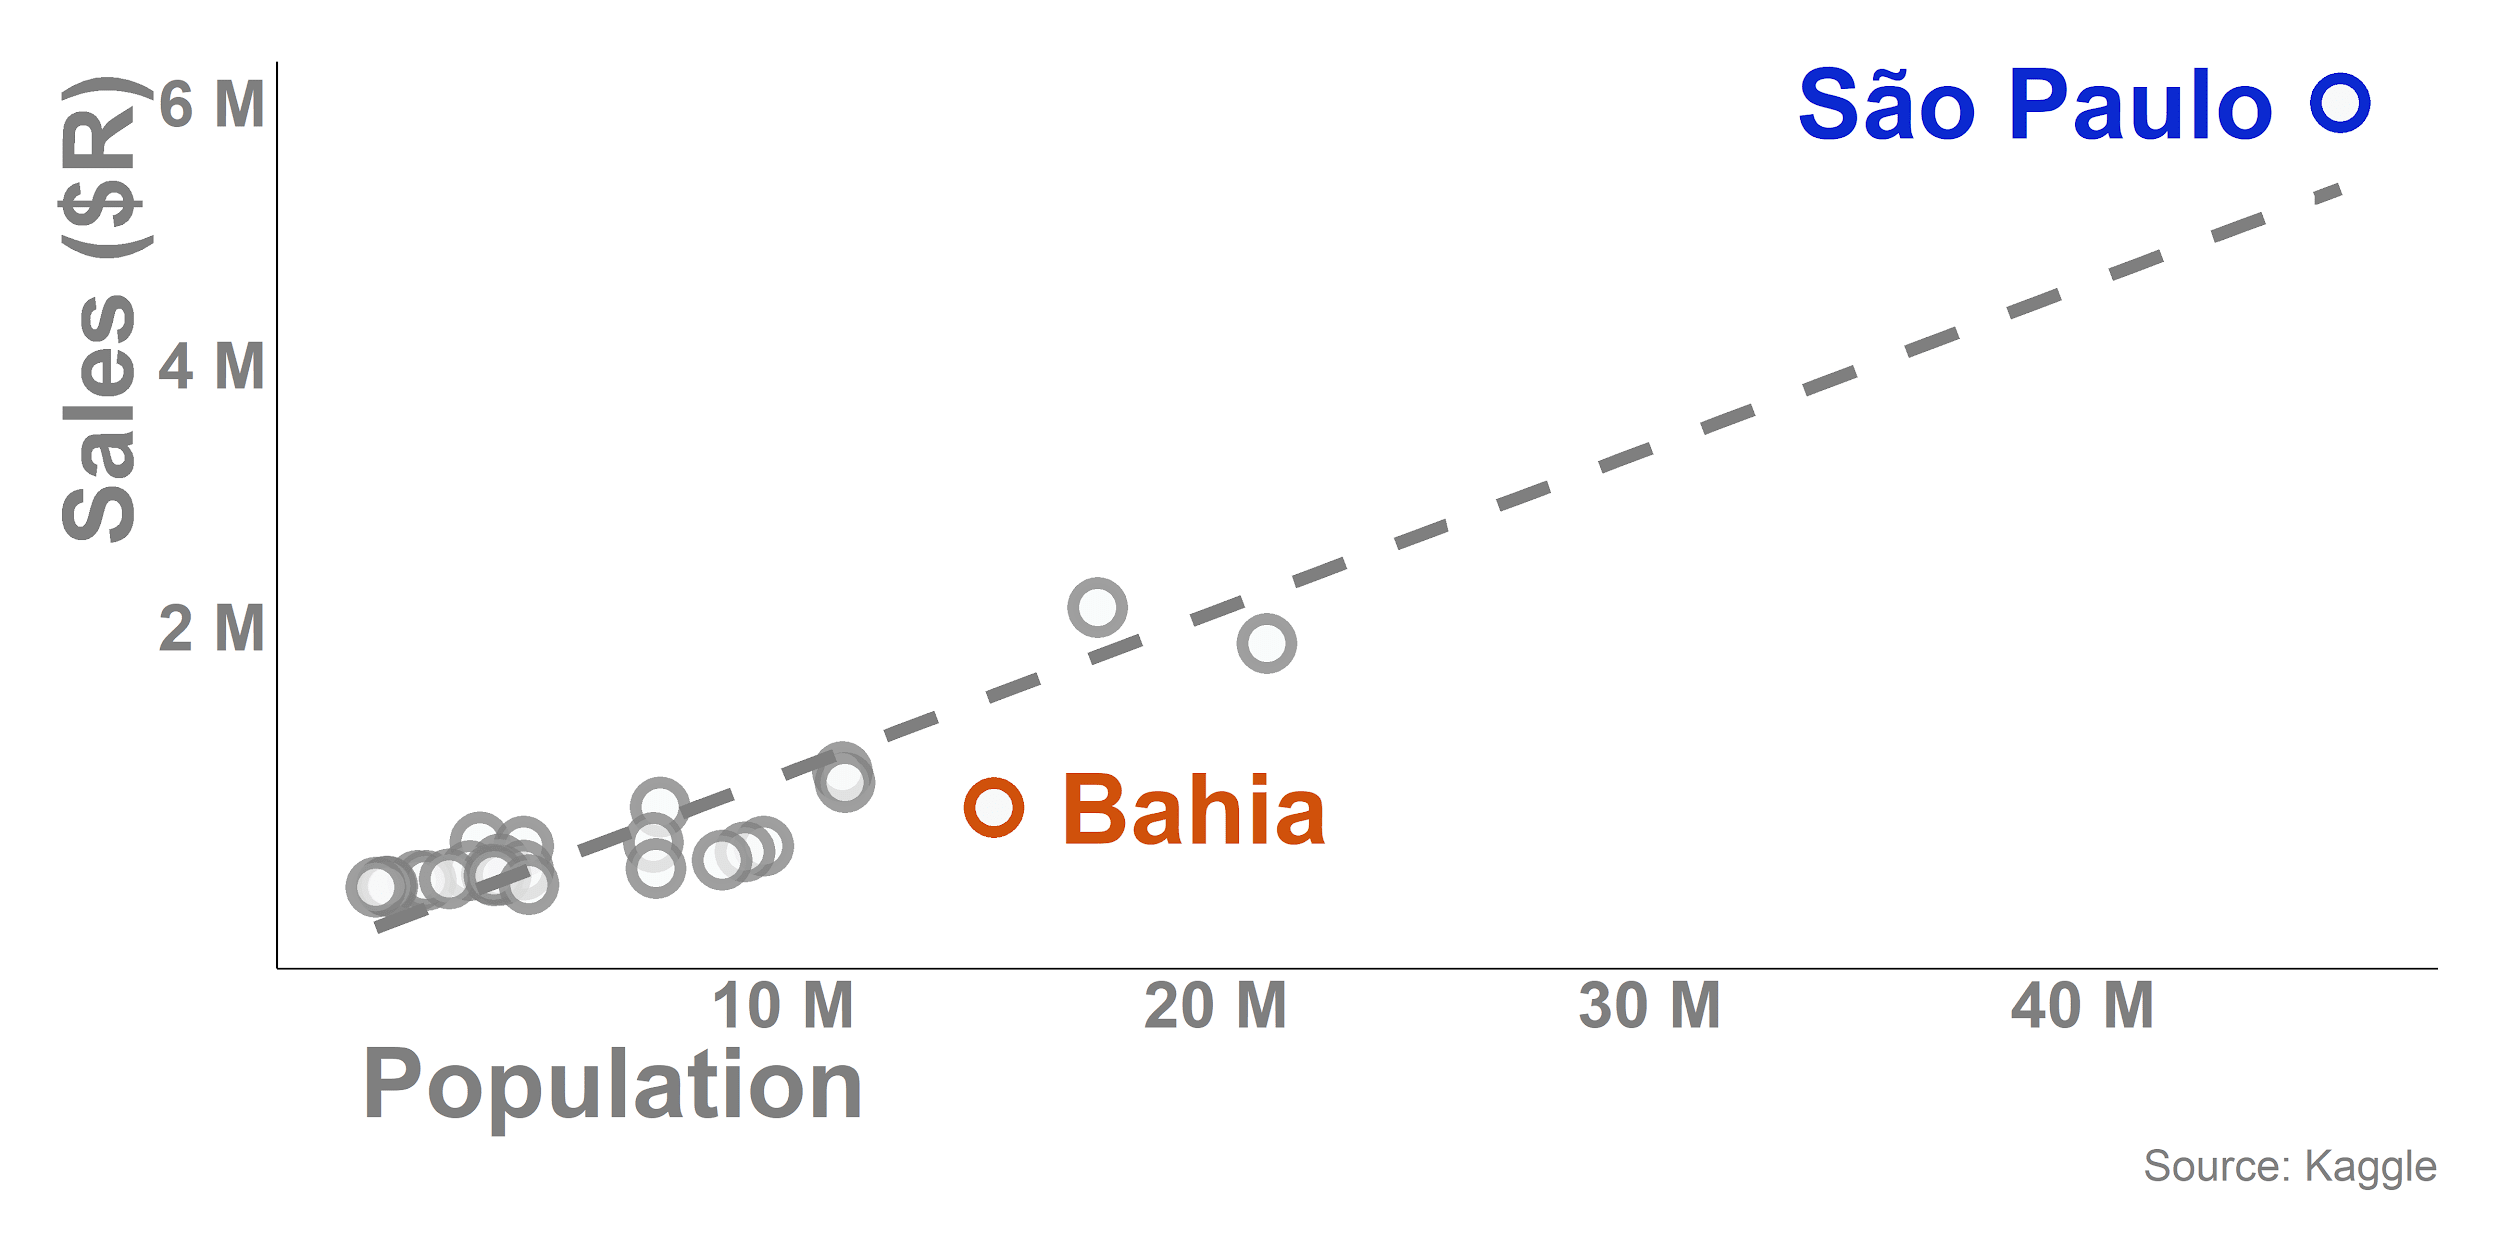 Sales ($R)
6 M
4 M
2 M
São Paulo
Bahia
10 M
20 M
30 M
40 M
Population
Source: Kaggle